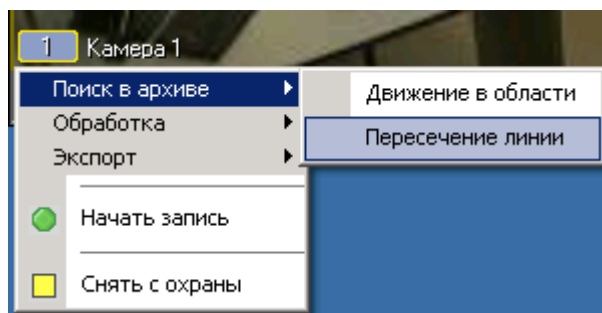 1 Камера 1
Поиск в архиве
Движение в области
Обработка
Пересечение линии
Экспорт
Начать запись
Снять с охраны